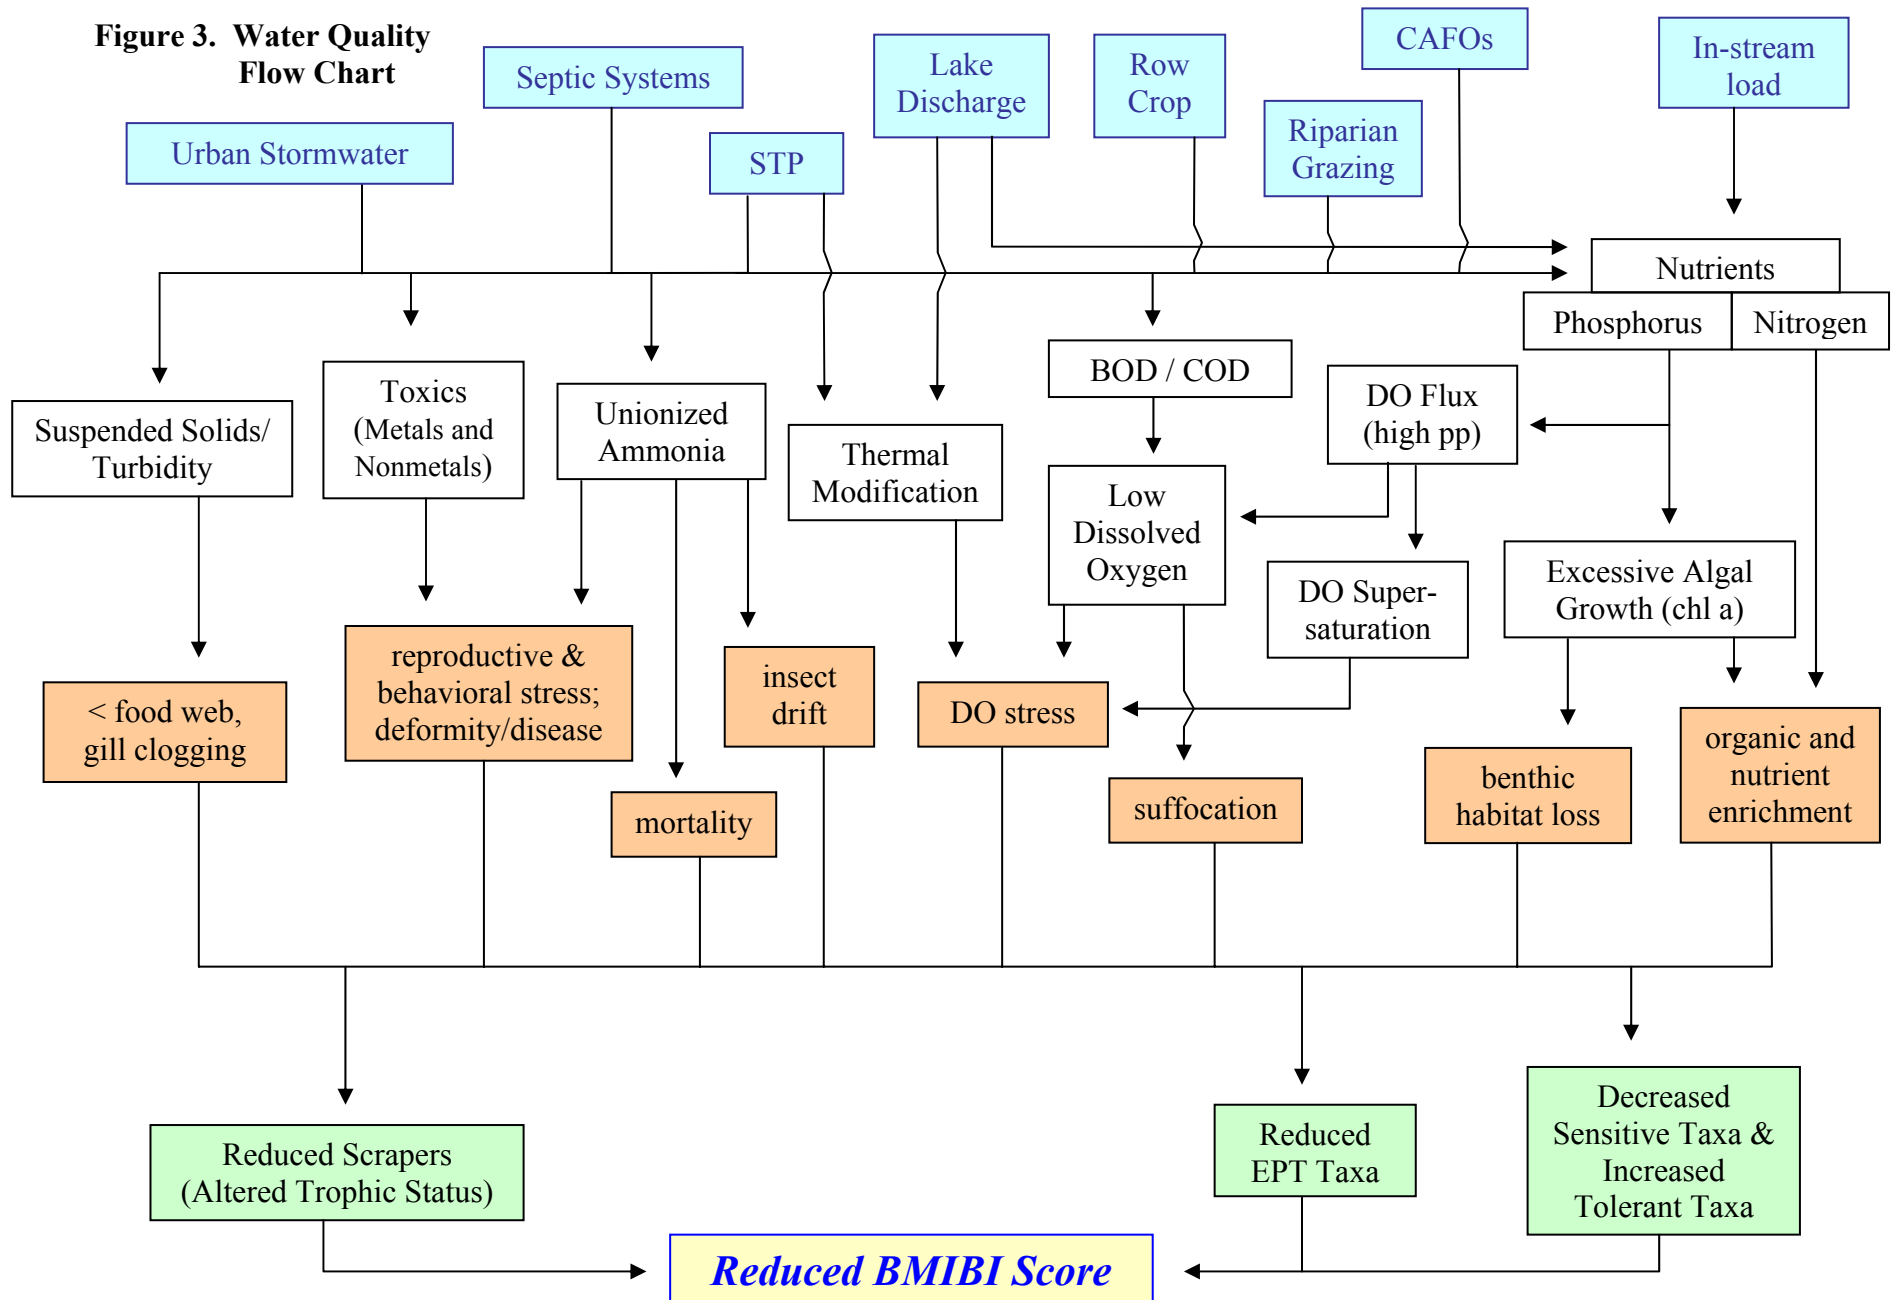 Figure 3. Water Quality
Flow Chart
Septic Systems
Urban Stormwater
STP
Lake
Discharge
Row
Crop
CAFOs
Riparian
Grazing
In-stream
load
Nutrients
Phosphorus
Nitrogen
Suspended Solids/
Turbidity
Toxics
(Metals and
Nonmetals)
Unionized
Ammonia
Thermal
Modification
BOD / COD
Low
Dissolved
Oxygen
DO Flux
(high pp)
DO Super-
saturation
Excessive Algal
Growth (chl a)
< food web,
gill clogging
reproductive &
behavioral stress;
deformity/disease
mortality
insect
drift
DO stress
suffocation
benthic
habitat loss
organic and
nutrient
enrichment
Reduced Scrapers
(Altered Trophic Status)
Reduced
EPT Taxa
Decreased
Sensitive Taxa &
Increased
Tolerant Taxa
Reduced BMIBI Score